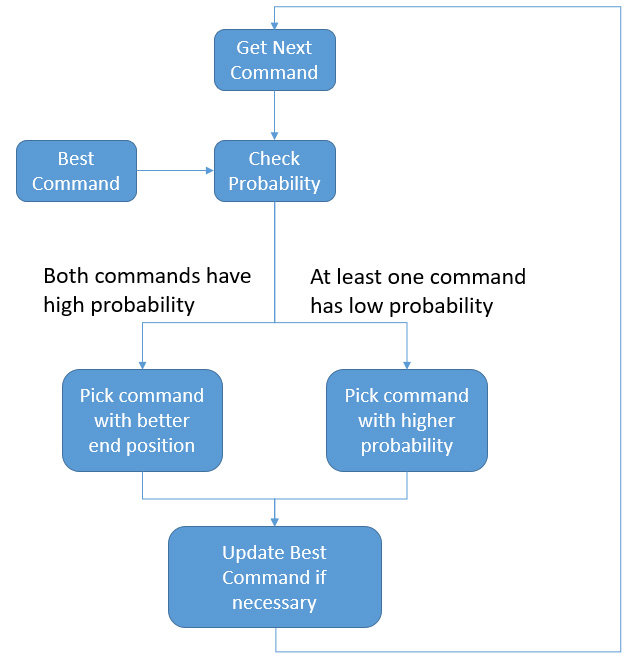 Get Next
Command
Best
Command
Check
Probability
Both commands have
high probability
At least one command
has low probability
Pick command
with better
end position
Pick command
with higher
probability
Update Best
Command if
necessary